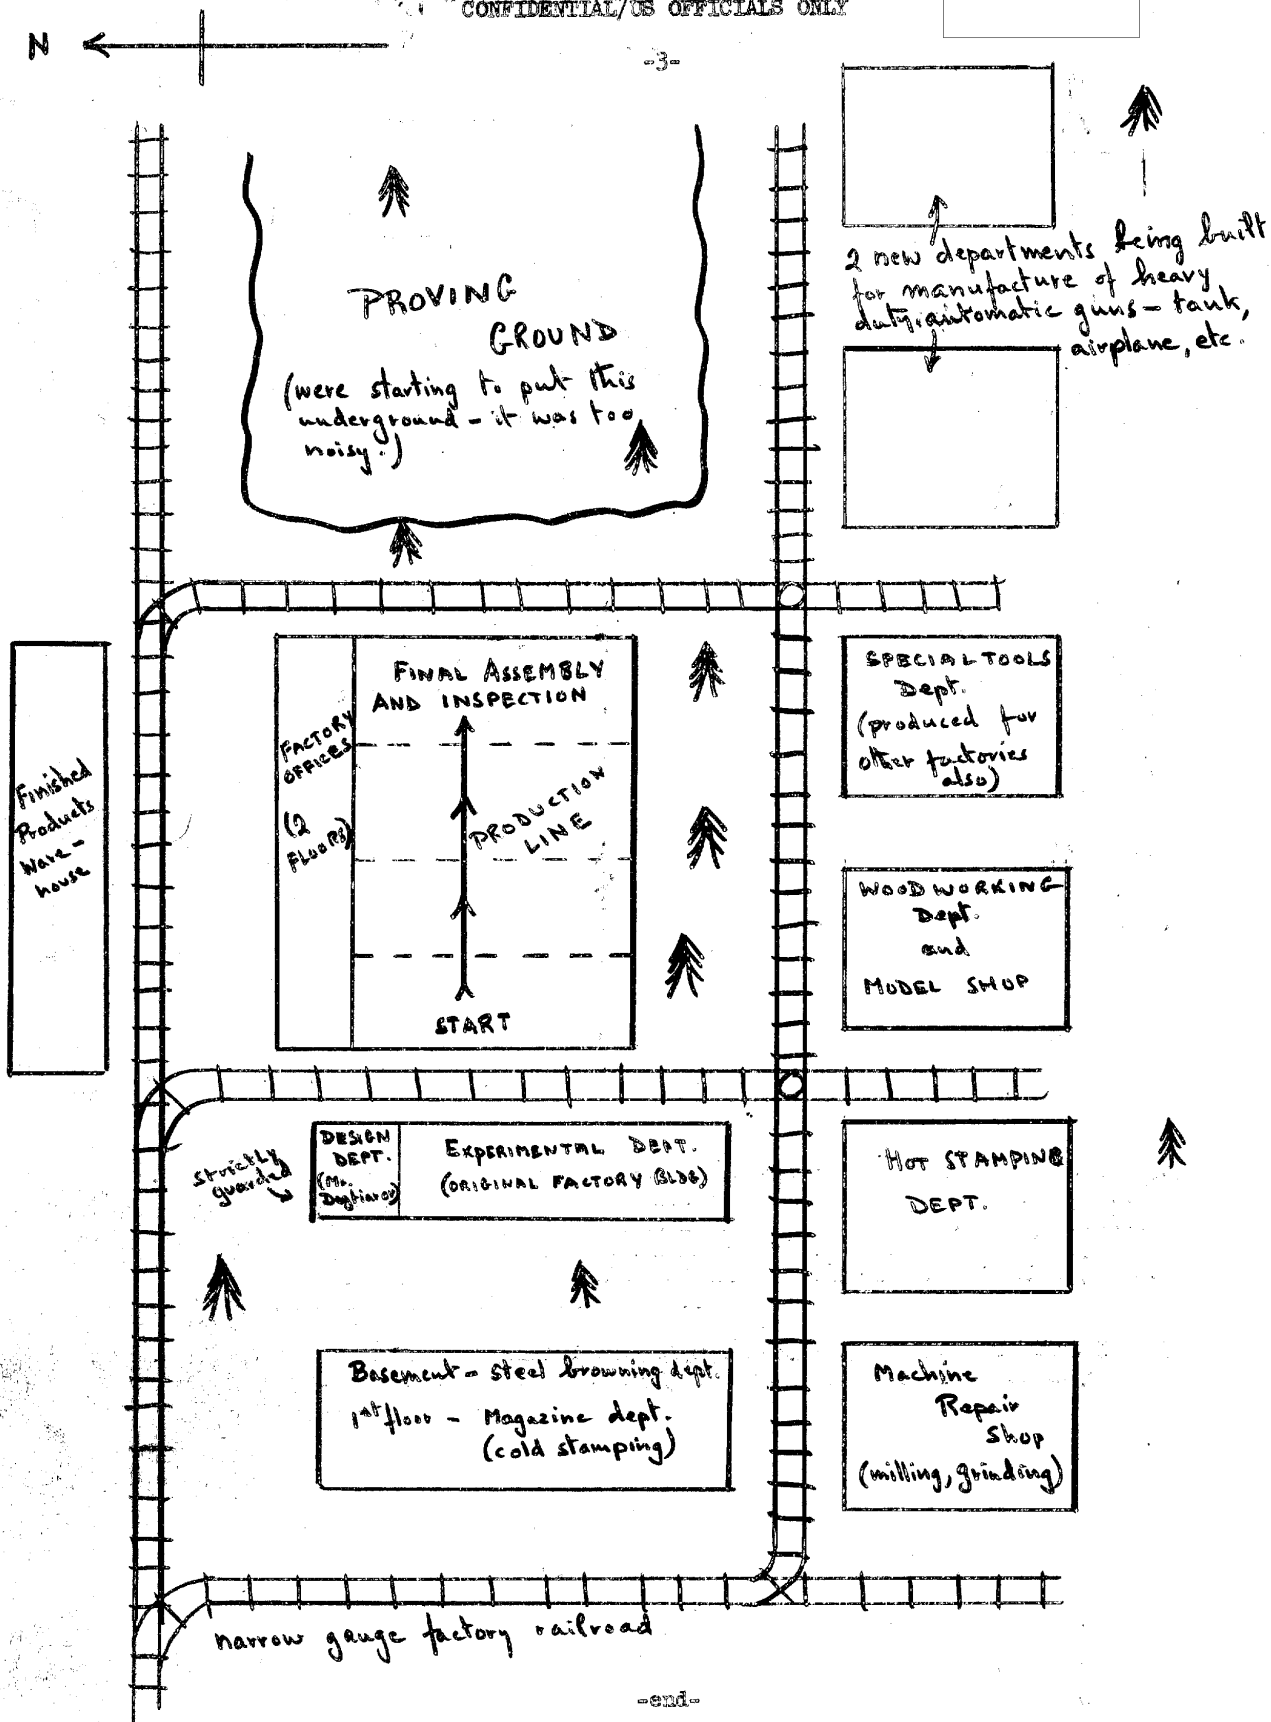 CONFIDENTIAL/US OFFICIALS ONLY
N
-3-
2 new departments being built
for manufacture of heavy
duty automatic guns - tank,
airplane, etc.
PROVING
GROUND
(were starting to put this
underground - it was too
noisy.)
FINAL ASSEMBLY
AND INSPECTION
FACTORY
OFFICES
(2
FLOORS)
PRODUCTION
LINE
START
SPECIAL TOOLS
Dept.
(produced for
other factories
also)
Finished
Products
Ware-
house
WOODWORKING
Dept.
and
MODEL SHOP
strictly
guarded
DESIGN
DEPT.
(Mr.
Degtiarov)
EXPERIMENTAL DEPT.
(ORIGINAL FACTORY BLDG)
HOT STAMPING
DEPT.
Basement - steel browning dept.
1st floor - Magazine dept.
(cold stamping)
Machine
Repair
Shop
(milling, grinding)
narrow gauge factory railroad
-end-